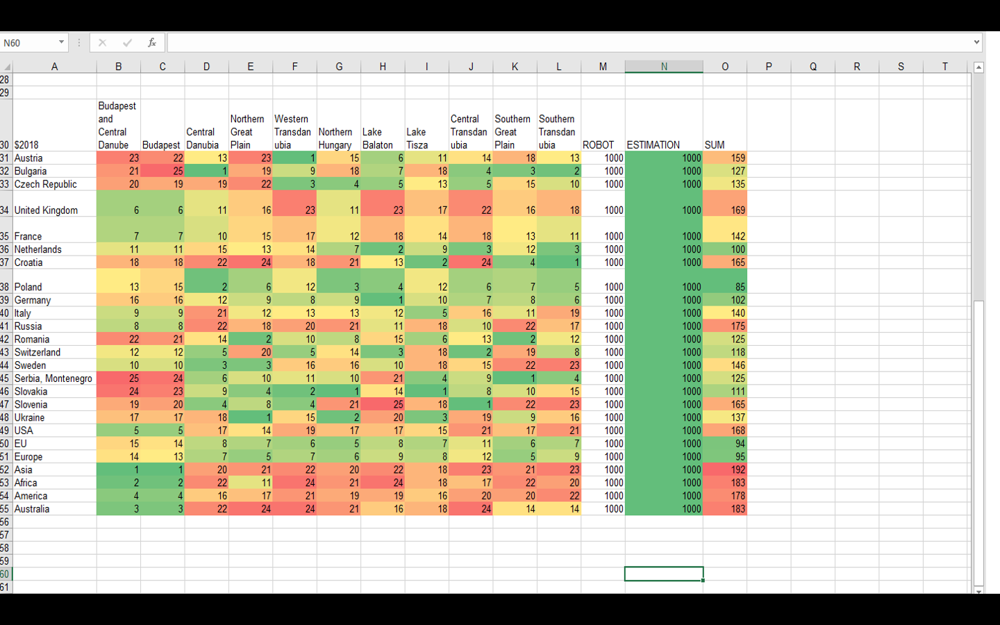 N60 fx
A B C D E F G H I J K L M N O P Q R S T
28
29
30 $2018 Budapest and Central Danube Budapest Central Danubia Northern Great Plain Western Transdanubia Northern Hungary Lake Balaton Lake Tisza Central Transdanubia Southern Great Plain Southern Transdanubia ROBOT ESTIMATION SUM
31 Austria 23 22 13 23 1 15 6 11 14 18 13 1000 1000 159
32 Bulgaria 21 25 1 19 9 18 7 18 4 3 2 1000 1000 127
33 Czech Republic 20 19 19 22 3 4 5 13 5 15 10 1000 1000 135
34 United Kingdom 6 6 11 16 23 11 23 17 22 16 18 1000 1000 169
35 France 7 7 10 15 17 12 18 14 18 13 11 1000 1000 142
36 Netherlands 11 11 15 13 14 7 2 9 3 12 3 1000 1000 100
37 Croatia 18 18 22 24 18 21 13 2 24 4 1 1000 1000 165
38 Poland 13 15 2 6 12 3 4 12 6 7 5 1000 1000 85
39 Germany 16 16 12 9 8 9 1 10 7 8 6 1000 1000 102
40 Italy 9 9 21 12 13 13 12 5 16 11 19 1000 1000 140
41 Russia 8 8 22 18 20 21 11 18 10 22 17 1000 1000 175
42 Romania 22 21 14 2 10 8 15 6 13 2 12 1000 1000 125
43 Switzerland 12 12 5 20 5 14 3 18 2 19 8 1000 1000 118
44 Sweden 10 10 3 3 16 16 10 18 15 22 23 1000 1000 146
45 Serbia, Montenegro 25 24 6 10 11 10 21 4 9 1 4 1000 1000 125
46 Slovakia 24 23 9 4 2 1 14 1 8 10 15 1000 1000 111
47 Slovenia 19 20 4 8 4 21 25 18 1 22 23 1000 1000 165
48 Ukraine 17 17 18 1 15 2 20 3 19 9 16 1000 1000 137
49 USA 5 5 17 14 19 17 17 15 21 17 21 1000 1000 168
50 EU 15 14 8 7 6 5 8 7 11 6 7 1000 1000 94
51 Europe 14 13 7 5 7 6 9 8 12 5 9 1000 1000 95
52 Asia 1 1 20 21 22 20 22 18 23 21 23 1000 1000 192
53 Africa 2 2 22 11 24 21 24 18 17 22 20 1000 1000 183
54 America 4 4 16 17 21 19 19 16 20 20 22 1000 1000 178
55 Australia 3 3 22 24 24 21 16 18 24 14 14 1000 1000 183
56
57
58
59
60
61